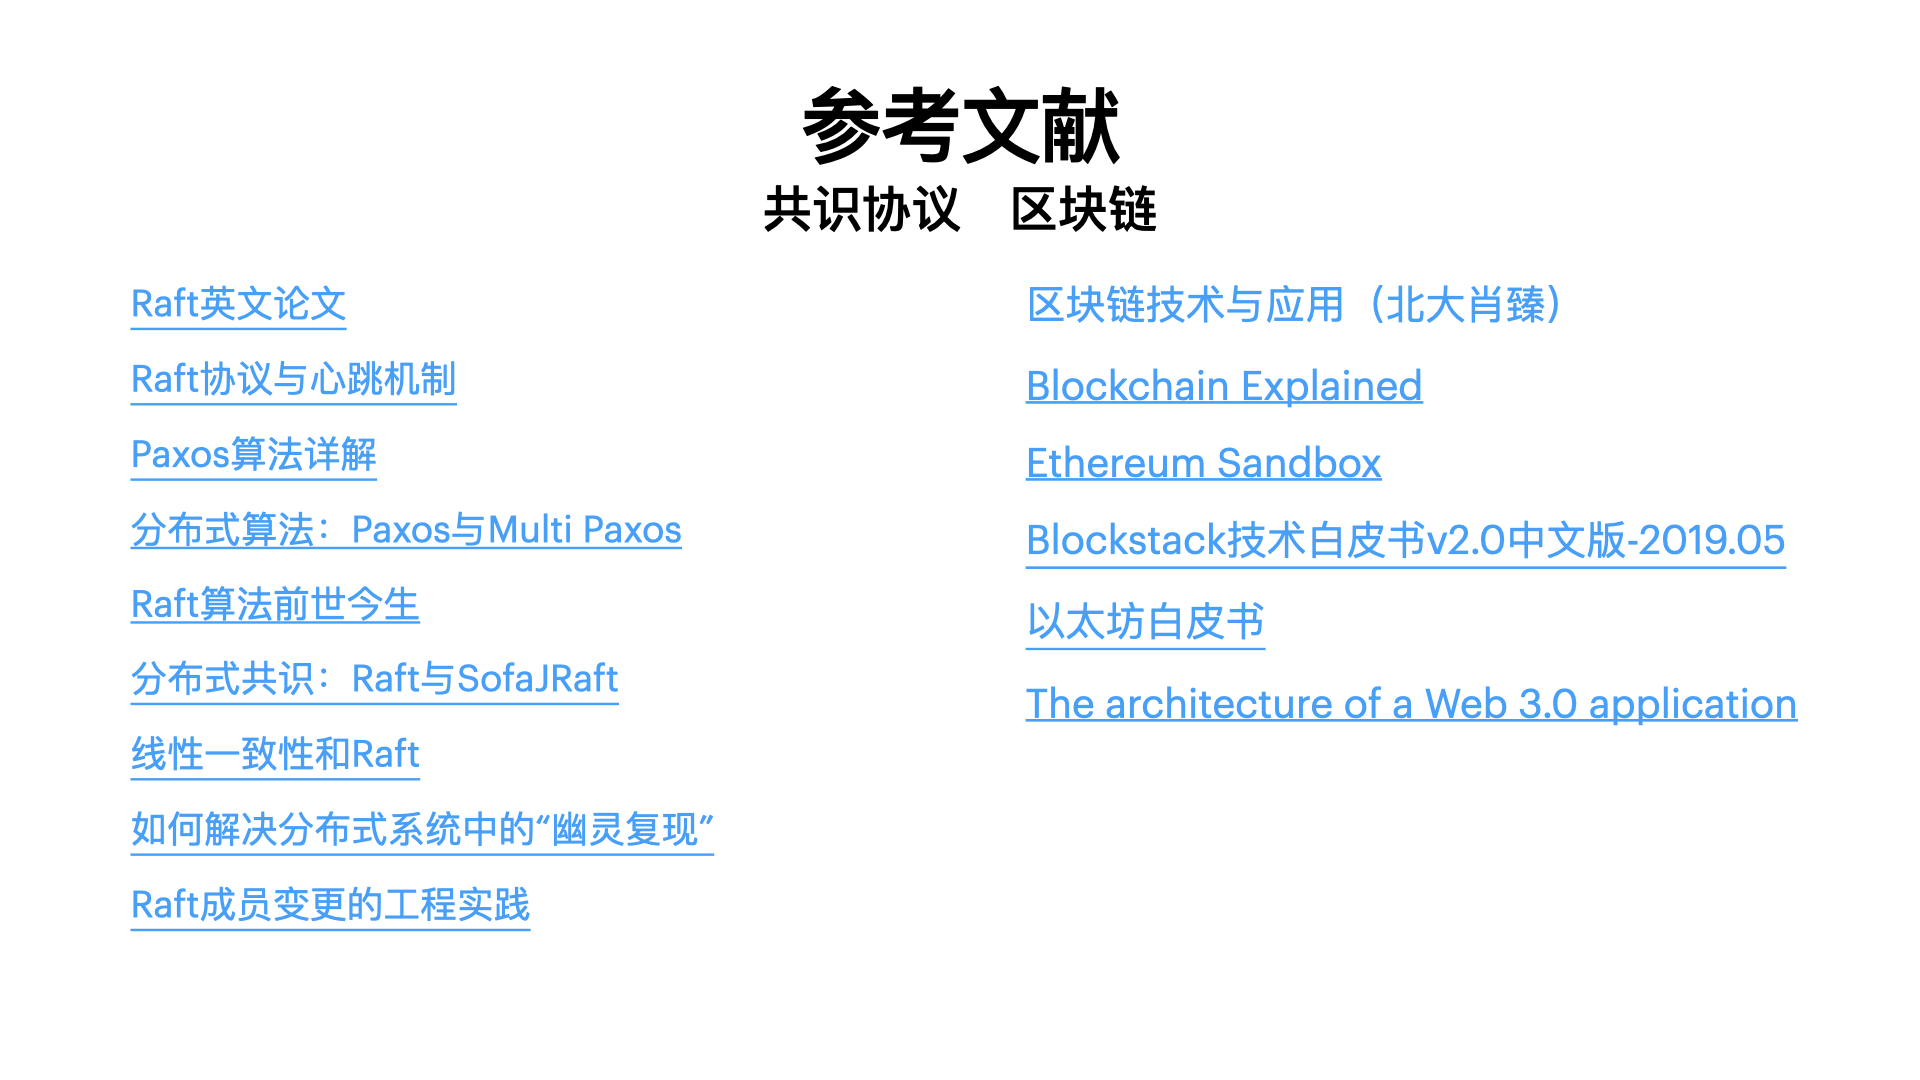 参考文献
共识协议 区块链
Raft英文论文
Raft协议与心跳机制
Paxos算法详解
分布式算法：Paxos与Multi Paxos
Raft算法前世今生
分布式共识：Raft与SofaJRaft
线性一致性和Raft
如何解决分布式系统中的“幽灵复现”
Raft成员变更的工程实践
区块链技术与应用（北大肖臻）
Blockchain Explained
Ethereum Sandbox
Blockstack技术白皮书v2.0中文版-2019.05
以太坊白皮书
The architecture of a Web 3.0 application